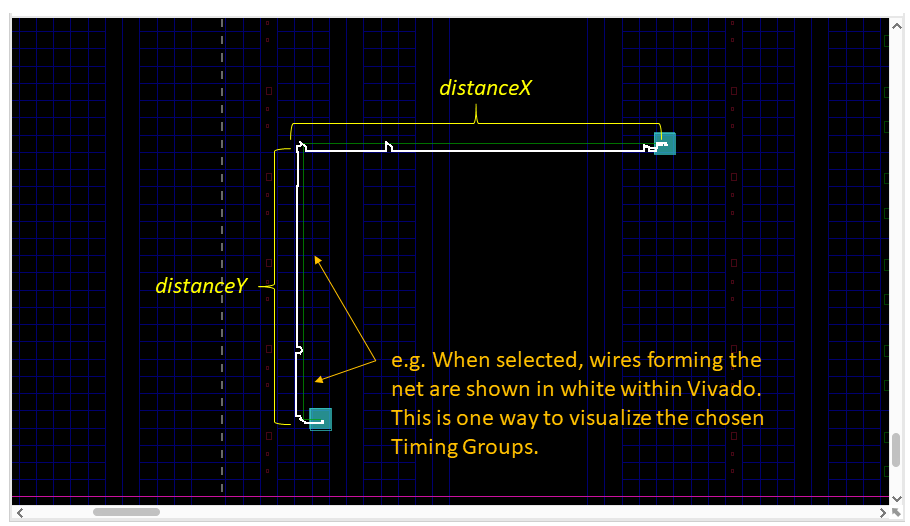 distanceX
distanceY
e.g. When selected, wires forming the
net are shown in white within Vivado.
This is one way to visualize the chosen
Timing Groups.